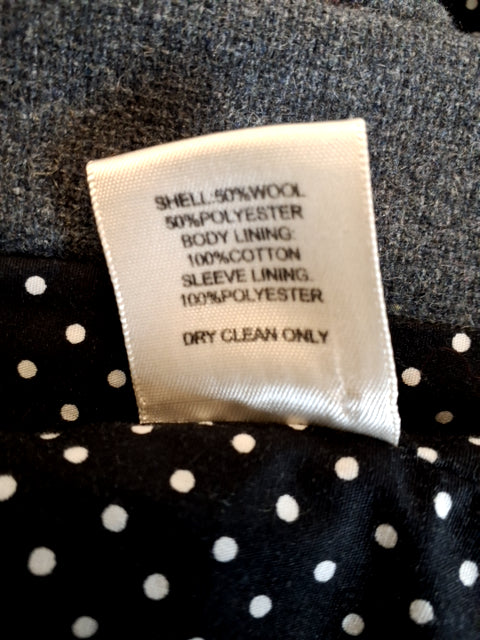 SHELL:50%WOOL
50%POLYESTER
BODY LINING:
100%COTTON
SLEEVE LINING.
100%POLYESTER
DRY CLEAN ONLY